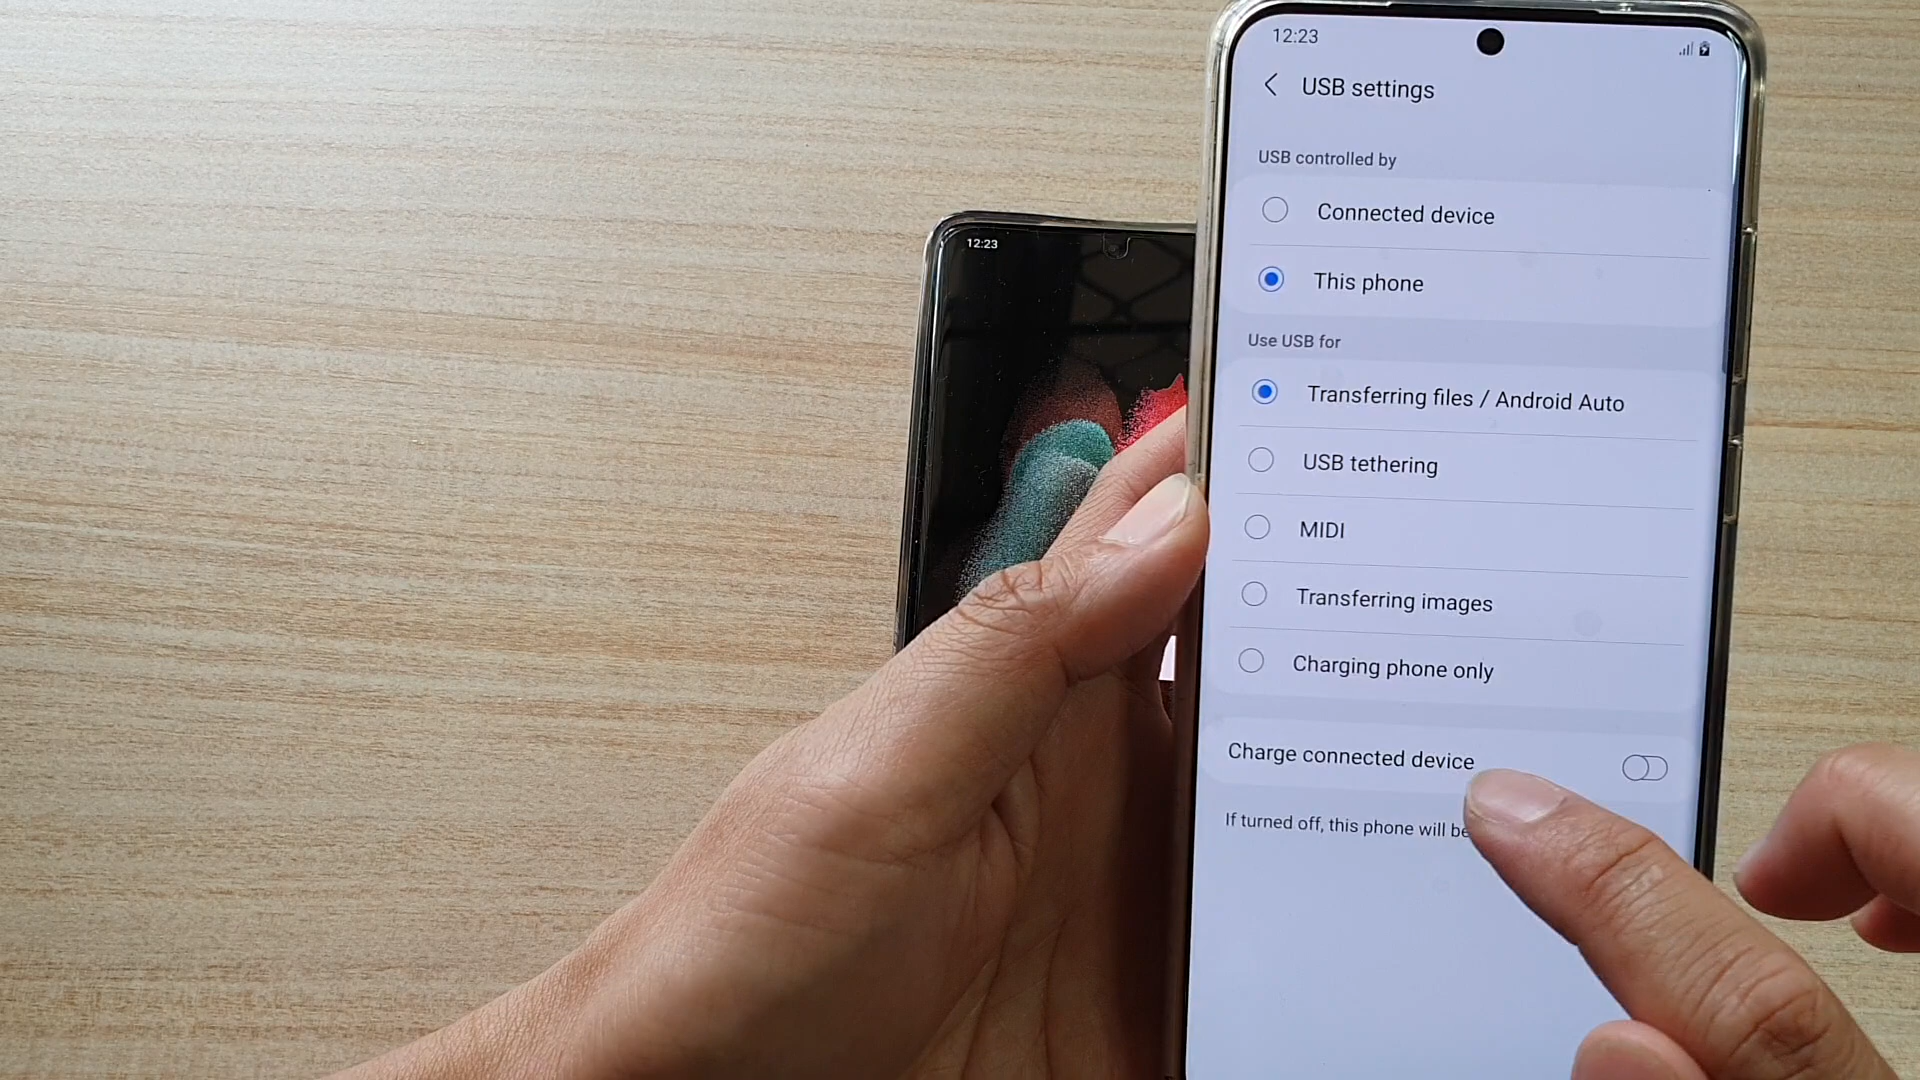 12:23
USB settings
USB controlled by
Connected device
This phone
Use USB for
Transferring files / Android Auto
USB tethering
MIDI
Transferring images
Charging phone only
Charge connected device
If turned off, this phone will be
12:23